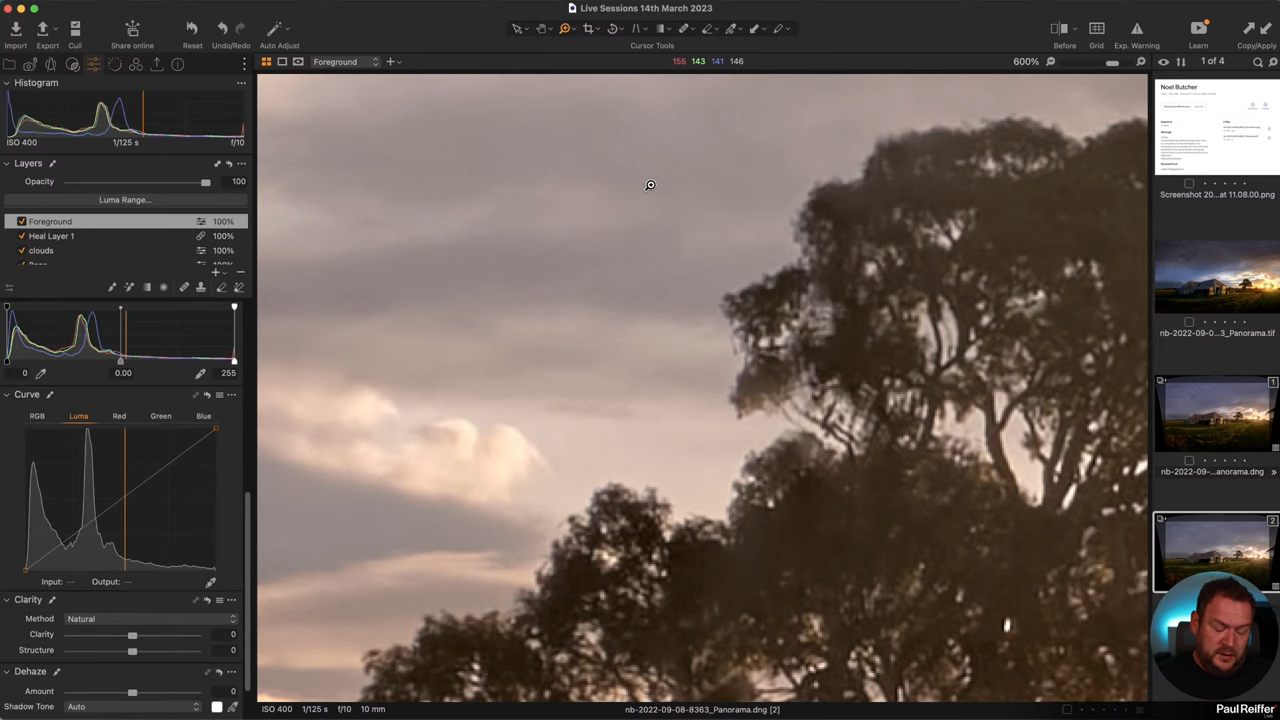 Live Sessions 14th March 2023
Import
Export
Cull
Share online
Reset
Undo/Redo
Auto Adjust
Cursor Tools
Before
Grid
Exp. Warning
Learn
Copy/Apply
Foreground
155 143 141 146
600%
1 of 4
Histogram
ISO 400 1/125 s f/10
Layers
Opacity 100
Luma Range...
Foreground 100%
Heal Layer 1 100%
clouds 100%
0 0.00 255
Curve
RGB Luma Red Green Blue
Input: -- Output: --
Clarity
Method Natural
Clarity 0
Structure 0
Dehaze
Amount 0
Shadow Tone Auto
ISO 400 1/125 s f/10 10 mm
nb-2022-09-08-8363_Panorama.dng [2]
Noel Butcher
Screenshot 20...at 11.08.00.png
nb-2022-09-0...3_Panorama.tif
1
nb-2022-09-...anorama.dng
2
Paul Reiffer
Live